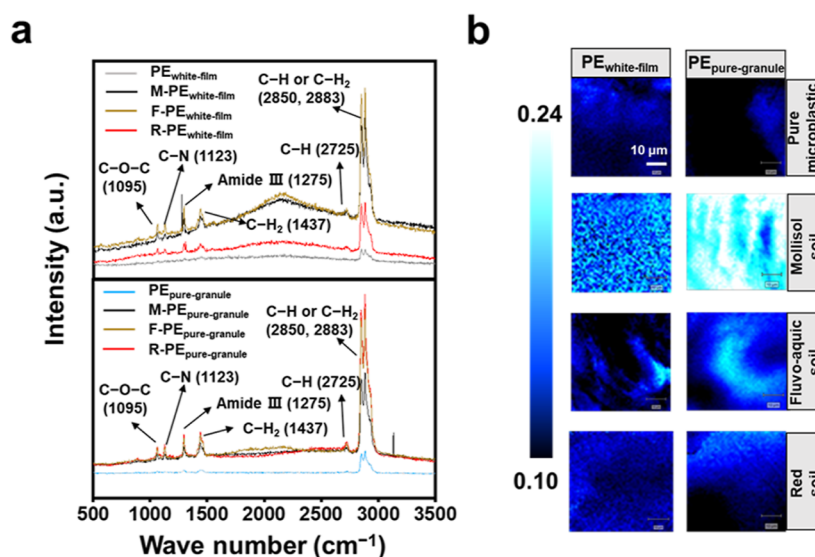 a
PEwhite-film
M-PEwhite-film
F-PEwhite-film
R-PEwhite-film
C−H or C−H2
(2850, 2883)
C−H (2725)
C−N (1123)
C−O−C
(1095)
Amide III (1275)
C−H2 (1437)
PEpure-granule
M-PEpure-granule
F-PEpure-granule
R-PEpure-granule
C−H or C−H2
(2850, 2883)
C−N (1123)
C−H (2725)
C−O−C
(1095)
Amide III (1275)
C−H2 (1437)
Intensity (a.u.)
500 1000 1500 2000 2500 3000 3500
Wave number (cm−1)
b
PEwhite-film
PEpure-granule
0.24
0.10
10 μm
Pure
microplastic
Mollisol
soil
Fluvo-aquic
soil
Red
soil